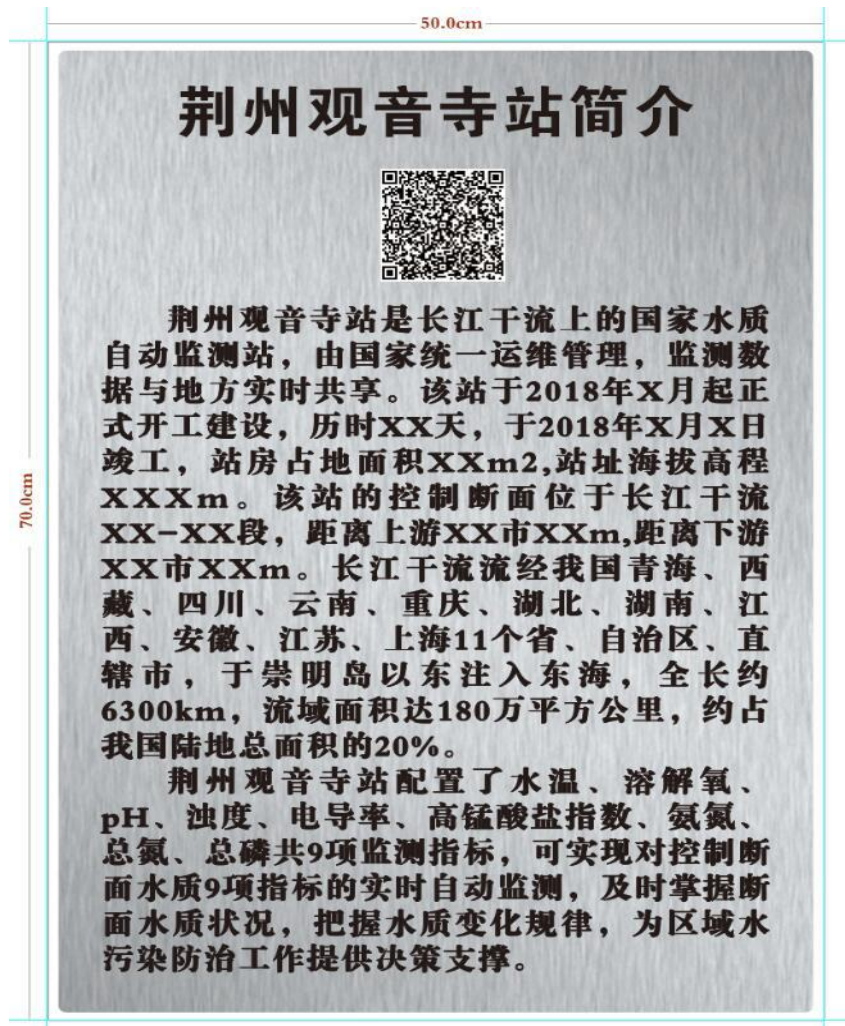 50.0cm
荆州观音寺站简介
70.0cm
荆州观音寺站是长江干流上的国家水质
自动监测站，由国家统一运维管理，监测数
据与地方实时共享。该站于2018年X月起正
式开工建设，历时XX天，于2018年X月X日
竣工，站房占地面积XXm2,站址海拔高程
XXXm。该站的控制断面位于长江干流
XX-XX段，距离上游XX市XXm,距离下游
XX市XXm。长江干流流经我国青海、西
藏、四川、云南、重庆、湖北、湖南、江
西、安徽、江苏、上海11个省、自治区、直
辖市，于崇明岛以东注入东海，全长约
6300km，流域面积达180万平方公里，约占
我国陆地总面积的20%。
荆州观音寺站配置了水温、溶解氧、
pH、浊度、电导率、高锰酸盐指数、氨氮、
总氮、总磷共9项监测指标，可实现对控制断
面水质9项指标的实时自动监测，及时掌握断
面水质状况，把握水质变化规律，为区域水
污染防治工作提供决策支撑。